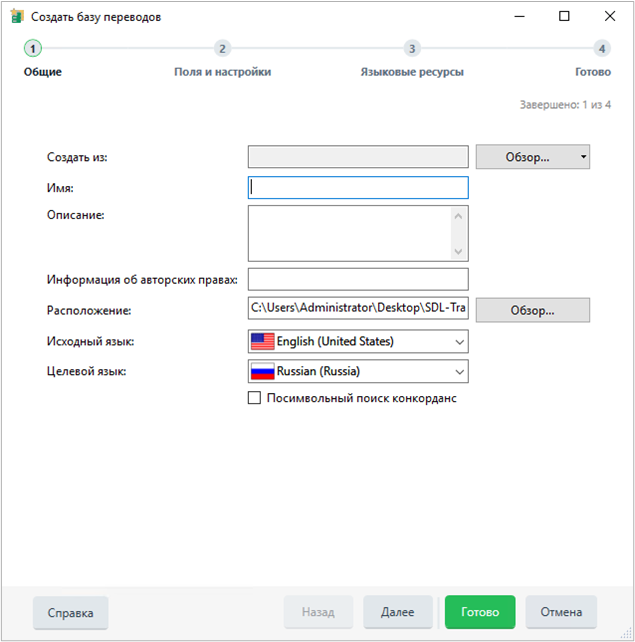 Создать базу переводов
1
2
3
4
Общие
Поля и настройки
Языковые ресурсы
Готово
Завершено: 1 из 4
Создать из:
Обзор...
Имя:
Описание:
Информация об авторских правах:
Расположение:
C:\Users\Administrator\Desktop\SDL-Tra
Обзор...
Исходный язык:
English (United States)
Целевой язык:
Russian (Russia)
Посимвольный поиск конкорданс
Справка
Назад
Далее
Готово
Отмена